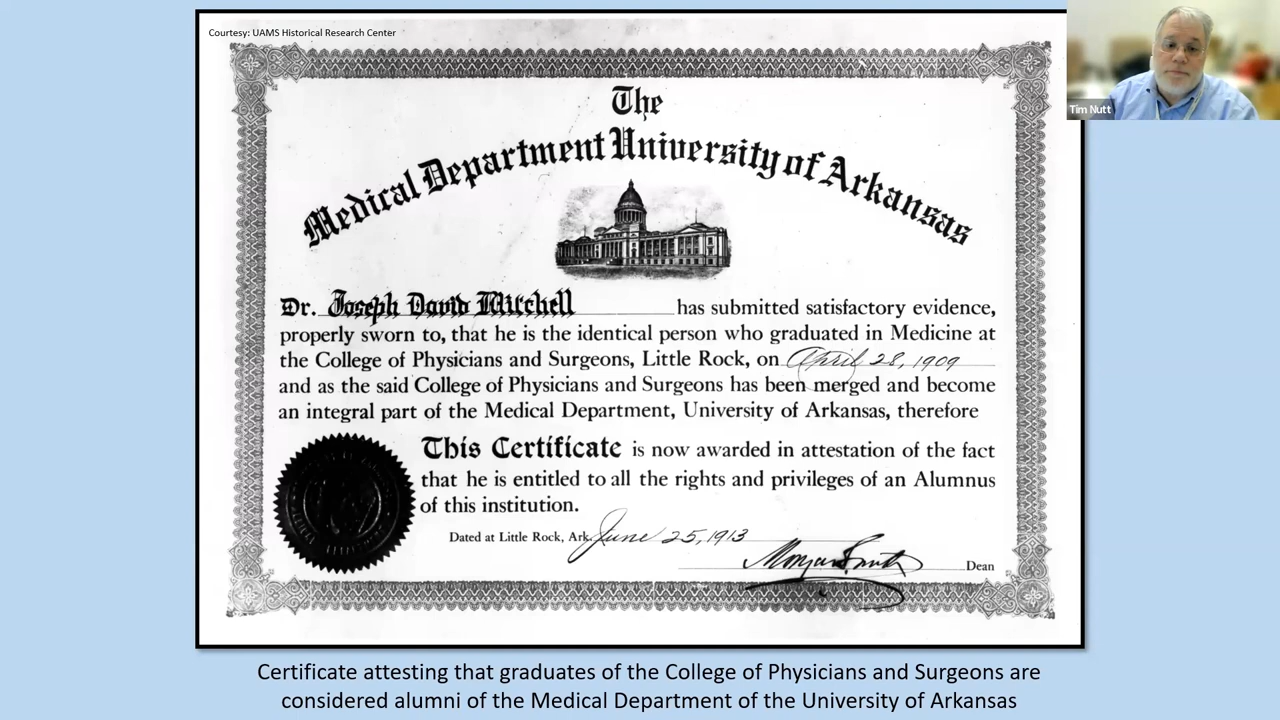 Courtesy: UAMS Historical Research Center
Tim Nutt
The
Medical Department University of Arkansas
Dr. Joseph David Mitchell has submitted satisfactory evidence,
properly sworn to, that he is the identical person who graduated in Medicine at
the College of Physicians and Surgeons, Little Rock, on April 28, 1909
and as the said College of Physicians and Surgeons has been merged and become
an integral part of the Medical Department, University of Arkansas, therefore
This Certificate is now awarded in attestation of the fact
that he is entitled to all the rights and privileges of an Alumnus
of this institution.
Dated at Little Rock, Ark. June 25, 1913
Morgan Smith Dean
Certificate attesting that graduates of the College of Physicians and Surgeons are
considered alumni of the Medical Department of the University of Arkansas